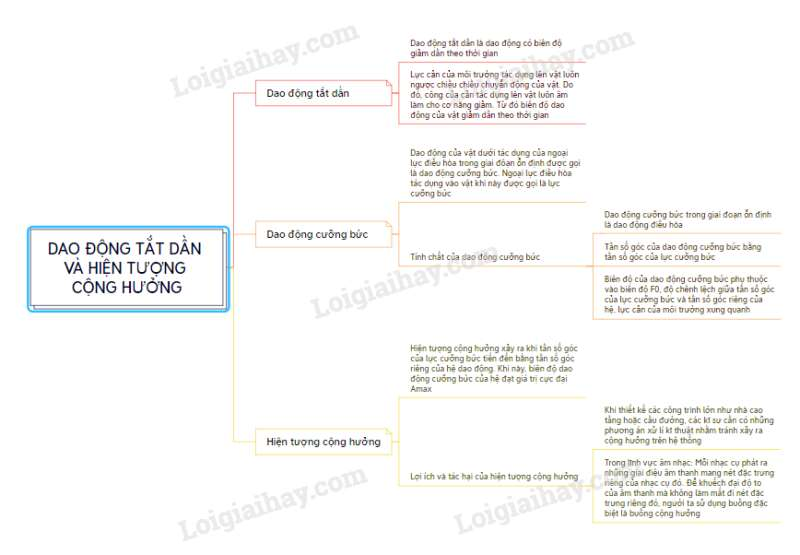 DAO ĐỘNG TẮT DẦN
VÀ HIỆN TƯỢNG
CỘNG HƯỞNG
Dao động tắt dần
Dao động tắt dần là dao động có biên độ
giảm dần theo thời gian
Lực cản của môi trường tác dụng lên vật luôn
ngược chiều chiều chuyển động của vật. Do
đó, công của cản tác dụng lên vật luôn âm
làm cho cơ năng giảm. Từ đó biên độ dao
động của vật giảm dần theo thời gian
Dao động cưỡng bức
Dao động của vật dưới tác dụng của ngoại
lực điều hòa trong giai đoạn ổn định được gọi
là dao động cưỡng bức. Ngoại lực điều hòa
tác dụng vào vật khi này được gọi là lực
cưỡng bức
Tính chất của dao động cưỡng bức
Dao động cưỡng bức trong giai đoạn ổn định
là dao động điều hòa
Tần số góc của dao động cưỡng bức bằng
tần số góc của lực cưỡng bức
Biên độ của dao động cưỡng bức phụ thuộc
vào biên độ F0, độ chênh lệch giữa tần số góc
của lực cưỡng bức và tần số góc riêng của
hệ, lực cản của môi trường xung quanh
Hiện tượng cộng hưởng
Hiện tượng cộng hưởng xảy ra khi tần số góc
của lực cưỡng bức tiến đến bằng tần số góc
riêng của hệ dao động. Khi này, biên độ dao
động cưỡng bức của hệ đạt giá trị cực đại
Amax
Lợi ích và tác hại của hiện tượng cộng hưởng
Khi thiết kế các công trình lớn như nhà cao
tầng hoặc cầu đường, các kĩ sư cần có những
phương án xử lí kĩ thuật nhằm tránh xảy ra
cộng hưởng trên hệ thống
Trong lĩnh vực âm nhạc: Mỗi nhạc cụ phát ra
những giai điệu âm thanh mang nét đặc trưng
riêng của nhạc cụ đó. Để khuếch đại độ to
của âm thanh mà không làm mất đi nét đặc
trưng riêng đó, người ta sử dụng buồng đặc
biệt là buồng cộng hưởng
Loigiaihay.com
Loigiaihay.com
Loigiaihay.com
Loigiaihay.com
Loigiaihay.com